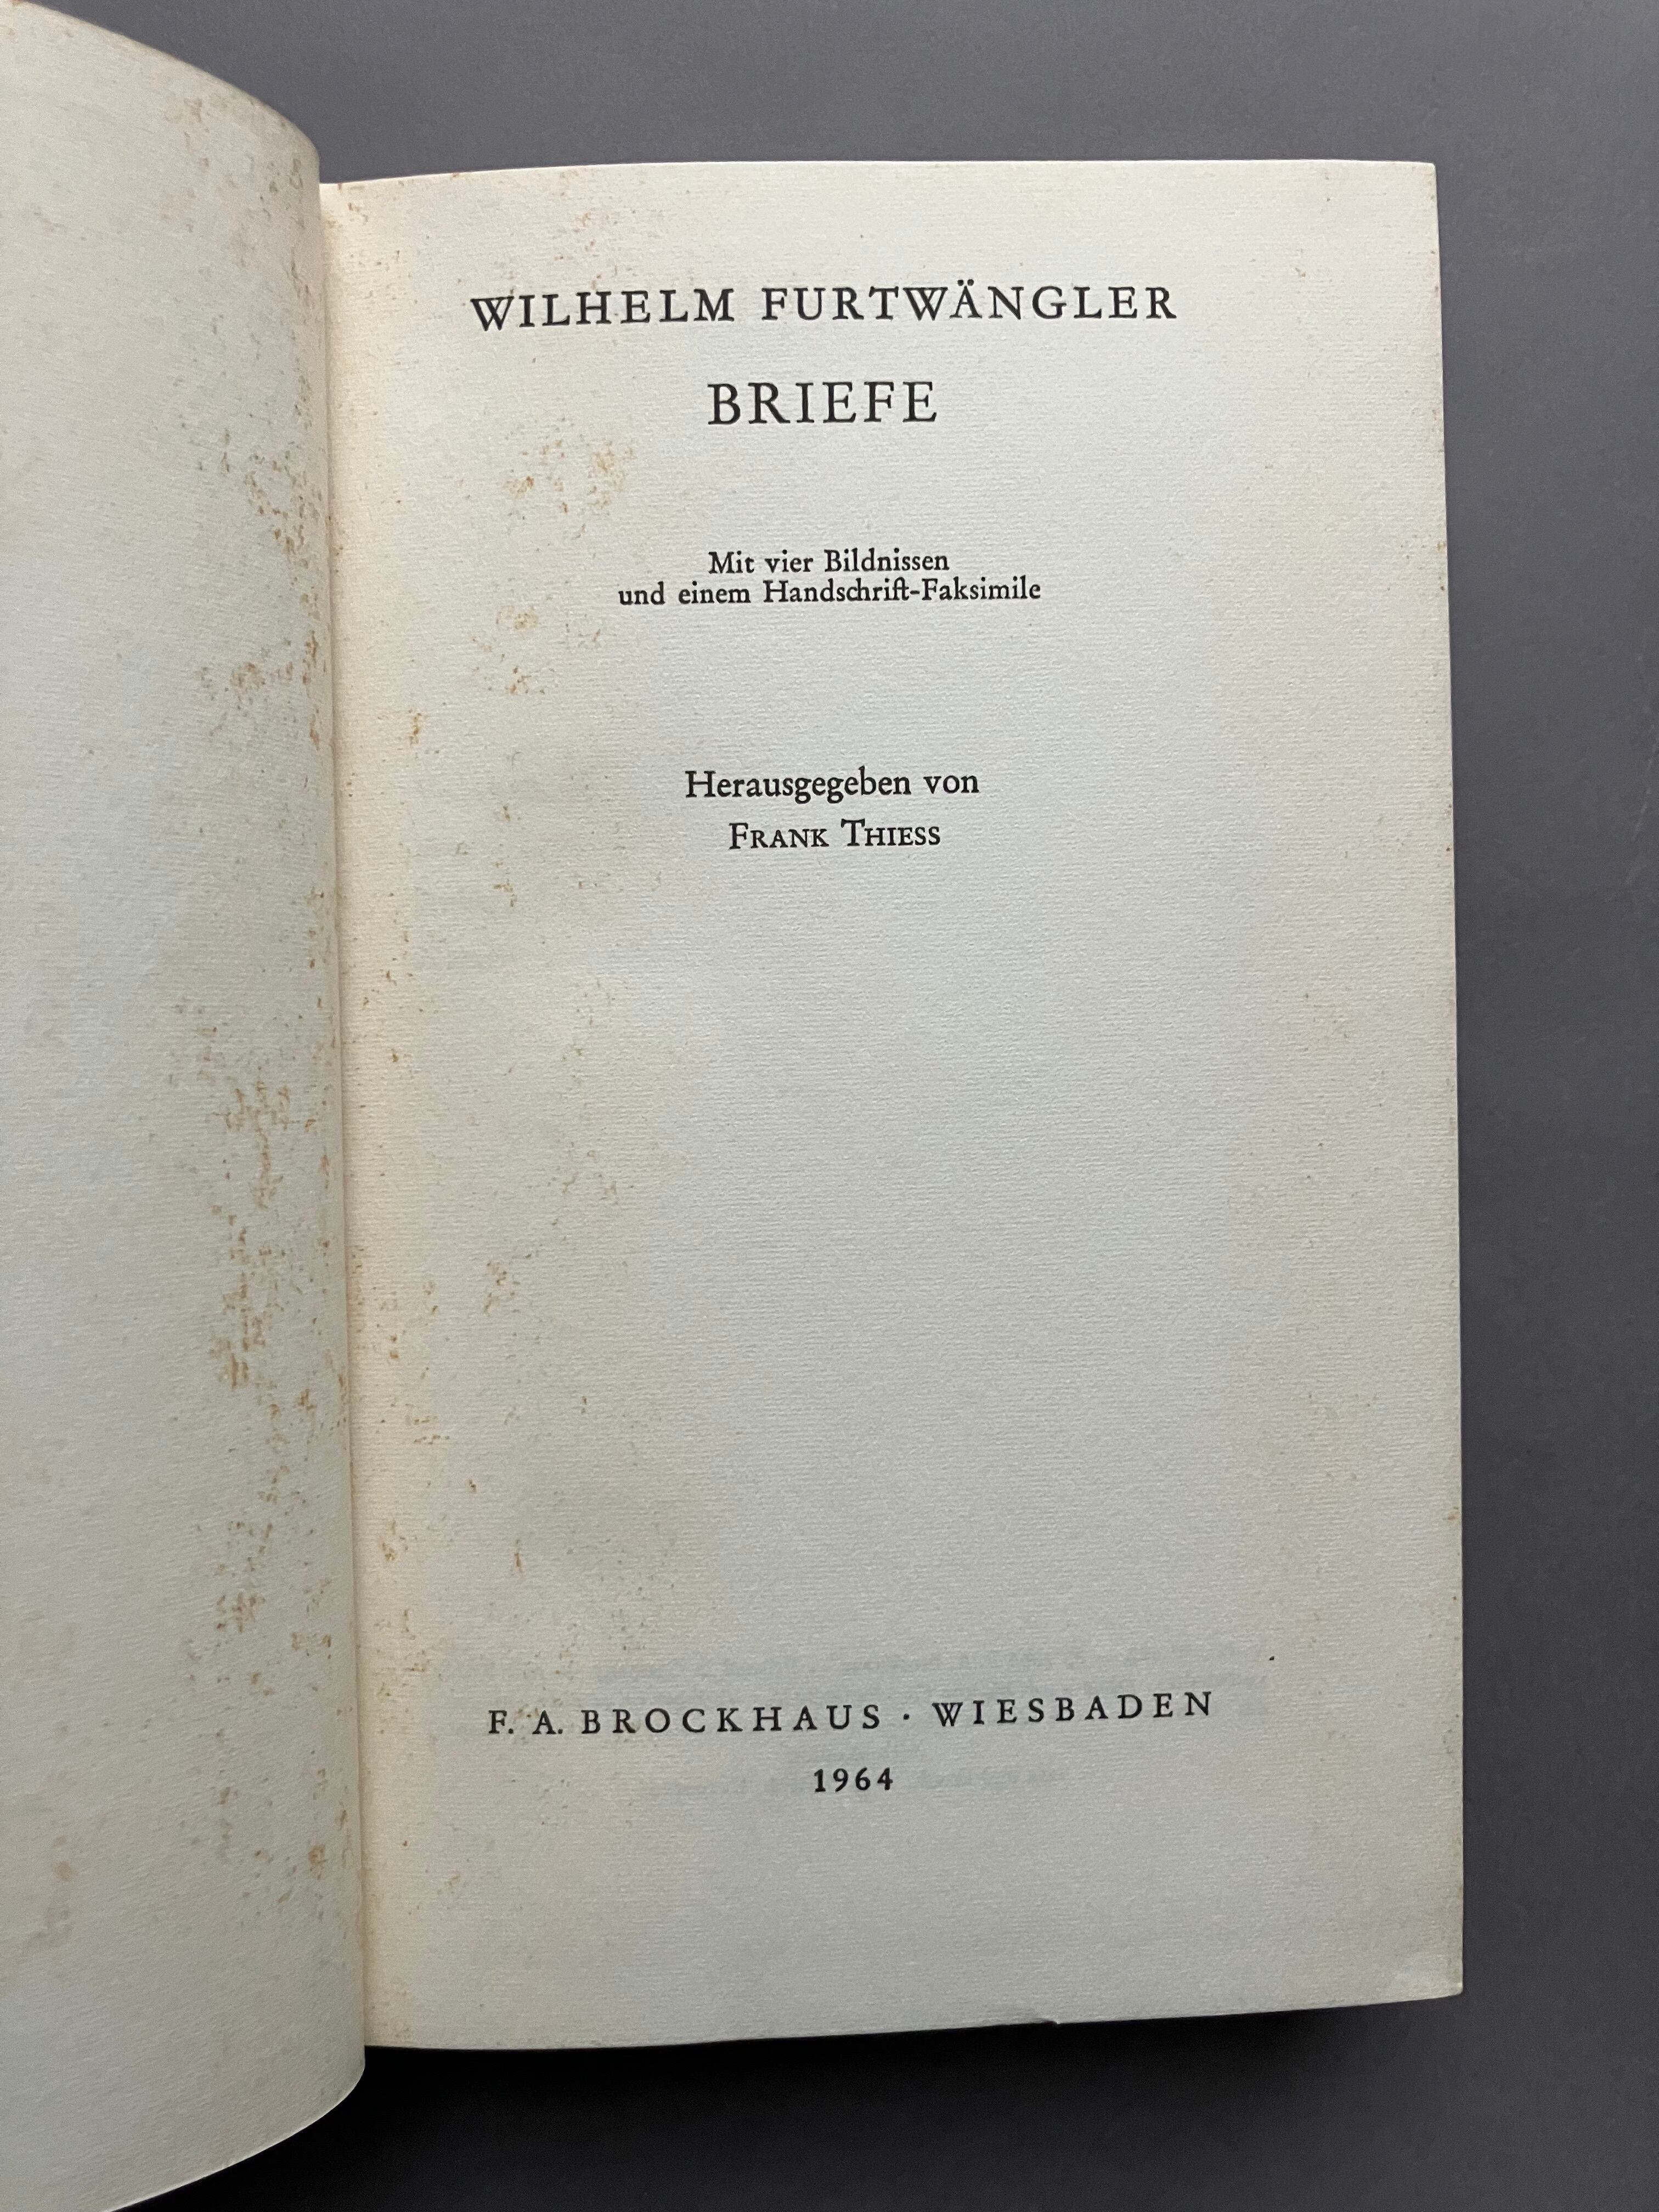 WILHELM FURTWÄNGLER
BRIEFE
Mit vier Bildnissen
und einem Handschrift-Faksimile
Herausgegeben von
FRANK THIESS
F. A. BROCKHAUS · WIESBADEN
1964